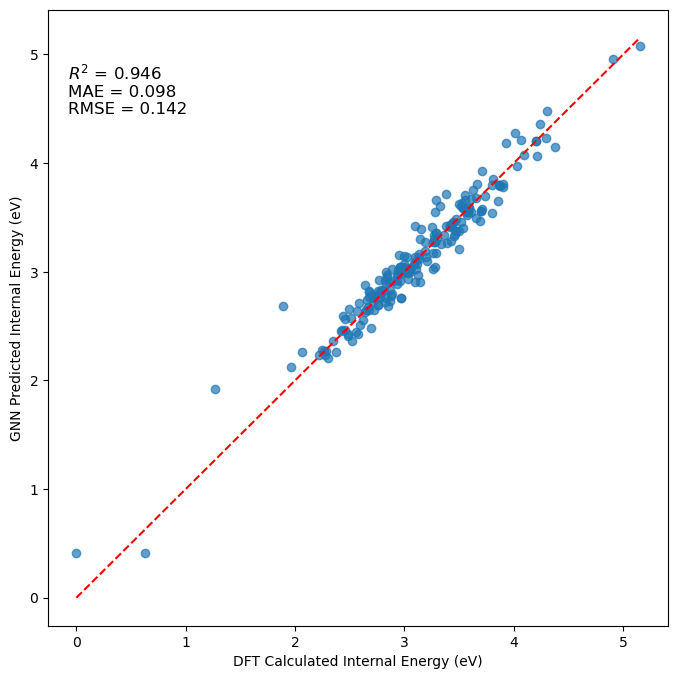 R² = 0.946
MAE = 0.098
RMSE = 0.142
GNN Predicted Internal Energy (eV)
5
4
3
2
1
0
0 1 2 3 4 5
DFT Calculated Internal Energy (eV)